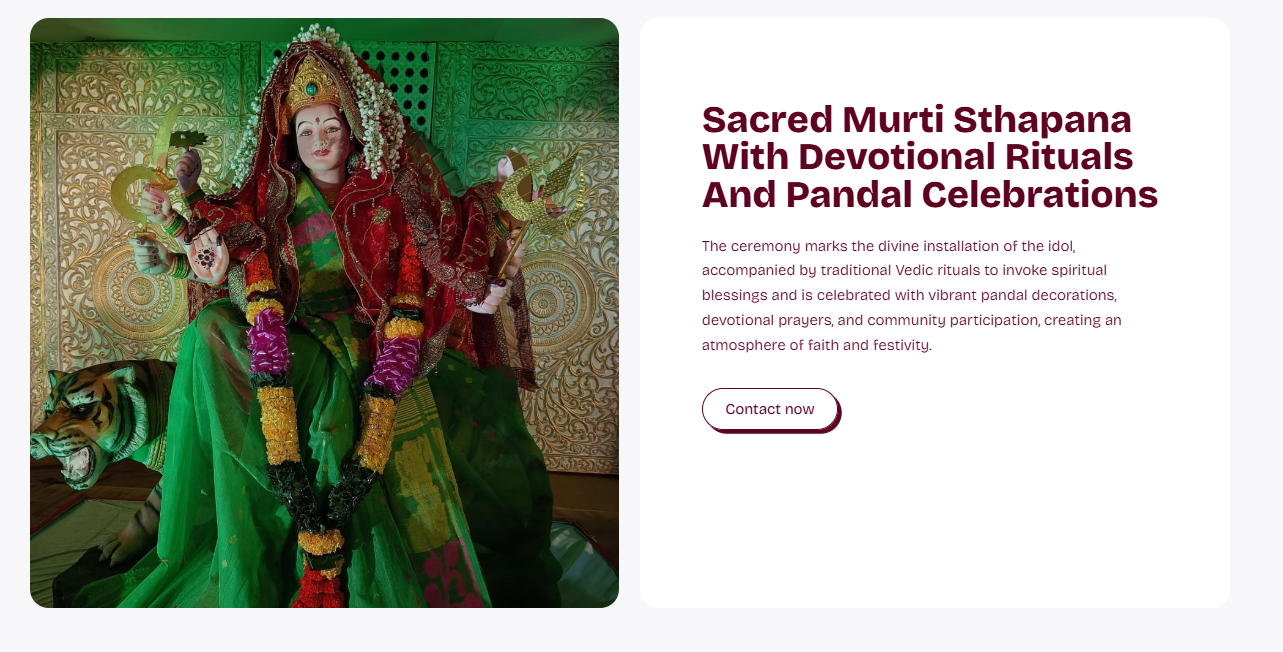 Sacred Murti Sthapana
With Devotional Rituals
And Pandal Celebrations
The ceremony marks the divine installation of the idol,
accompanied by traditional Vedic rituals to invoke spiritual
blessings and is celebrated with vibrant pandal decorations,
devotional prayers, and community participation, creating an
atmosphere of faith and festivity.
Contact now